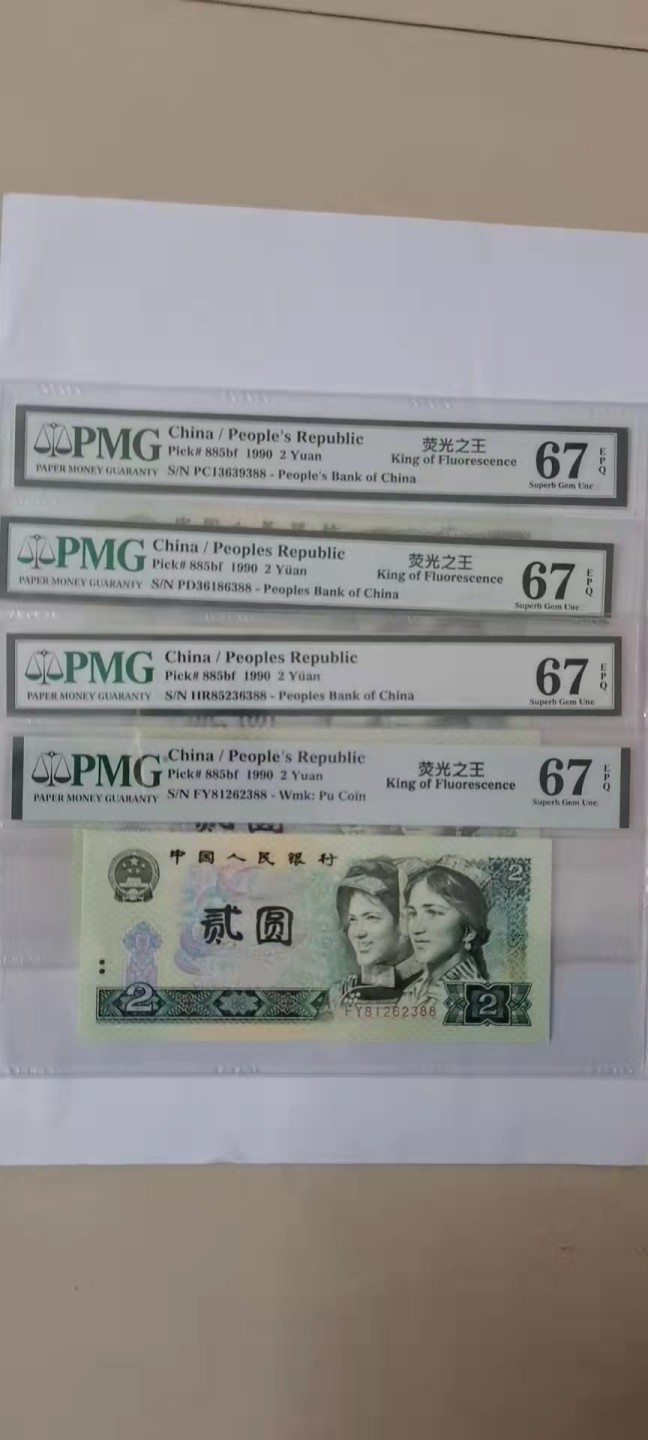 PMG
PAPER MONEY GUARANTY
China / People's Republic
Pick# 885bf 1990 2 Yuan
S/N PC13639388 - People's Bank of China
荧光之王
King of Fluorescence
67 EPQ
Superb Gem Unc
PMG
PAPER MONEY GUARANTY
China / Peoples Republic
Pick# 885bf 1990 2 Yüan
S/N PD36186388 - Peoples Bank of China
荧光之王
King of Fluorescence
67 EPQ
Superb Gem Unc
PMG
PAPER MONEY GUARANTY
China / Peoples Republic
Pick# 885bf 1990 2 Yüan
S/N HR85236388 - Peoples Bank of China
67 EPQ
Superb Gem Unc
PMG
PAPER MONEY GUARANTY
China / People's Republic
Pick# 885bf 1990 2 Yuan
S/N FY81262388 - Wmk: Pu Coin
荧光之王
King of Fluorescence
67 EPQ
Superb Gem Unc
贰圆
中国人民银行
2
贰圆
2
FY81262388
2